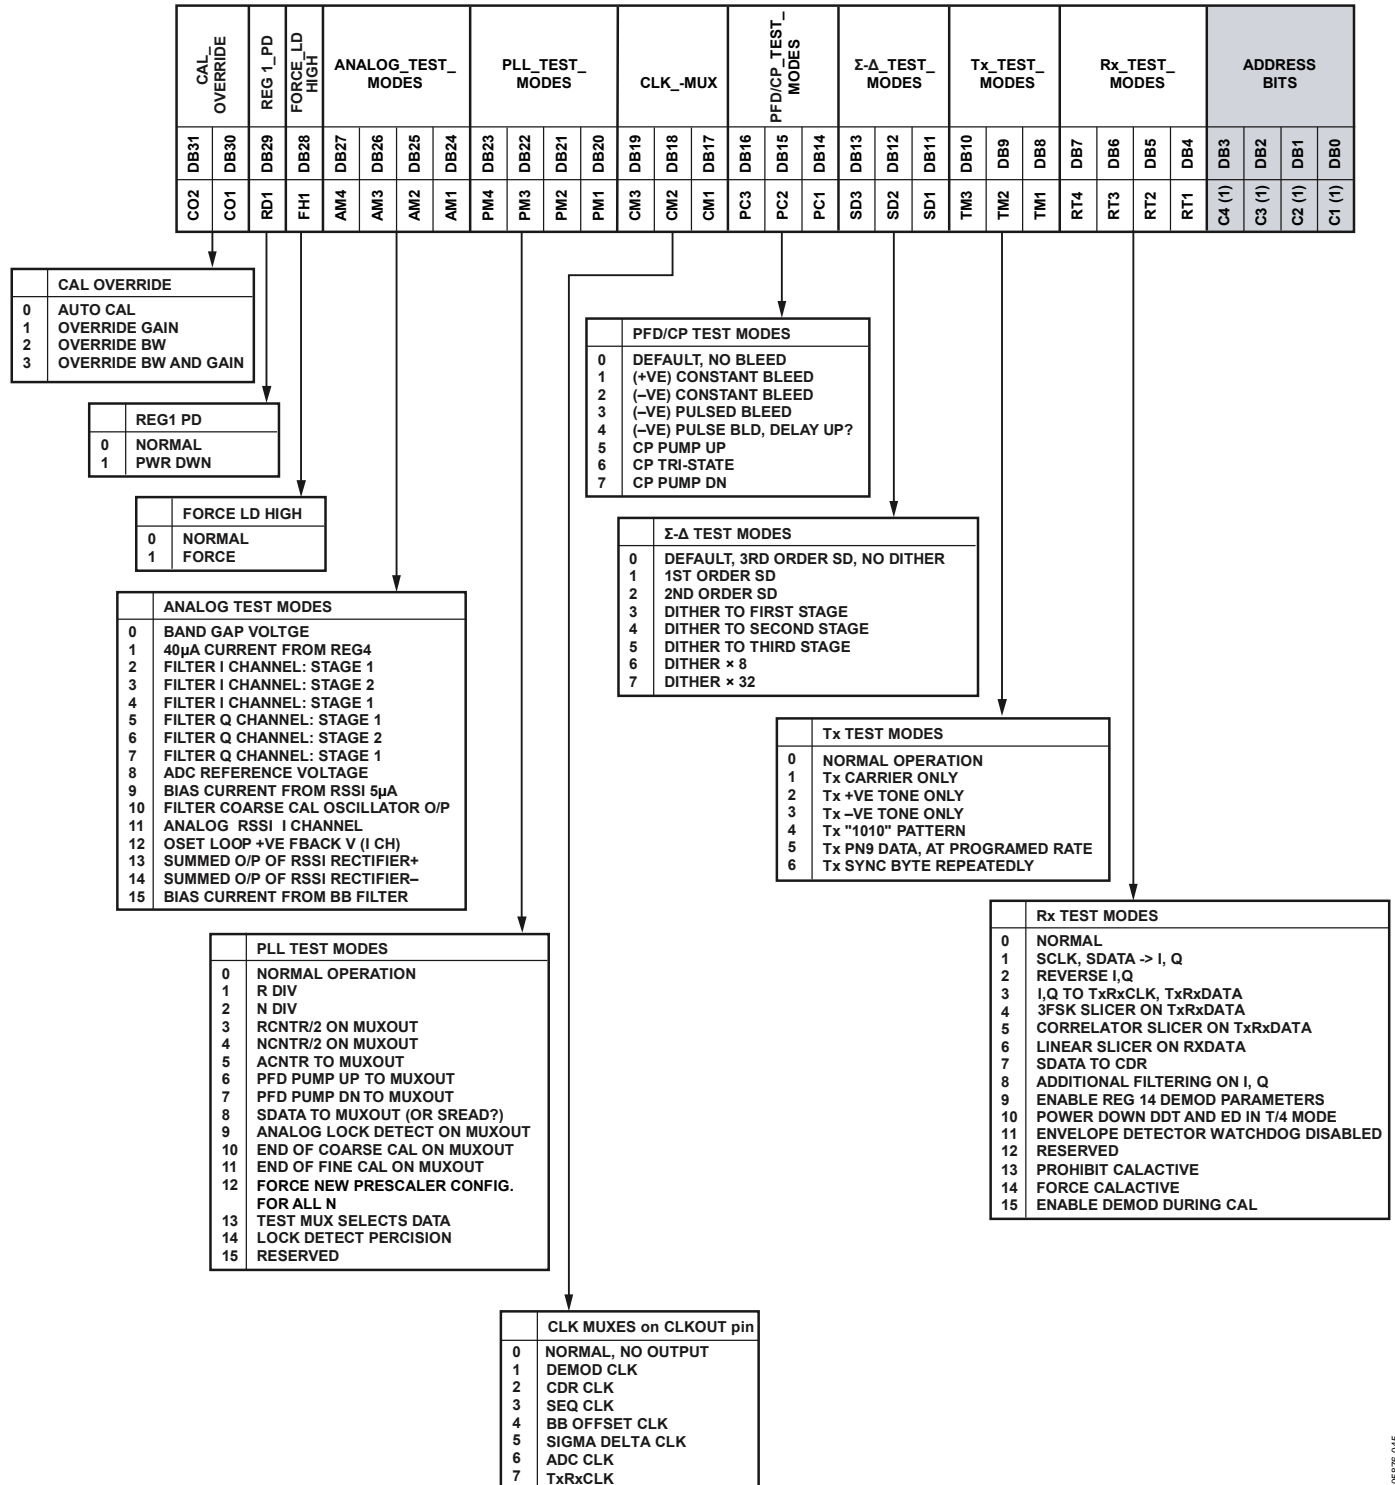 CAL_
OVERRIDE
REG 1_PD
FORCE_LD
HIGH
ANALOG_TEST_
MODES
PLL_TEST_
MODES
CLK_-MUX
PFD/CP_TEST_
MODES
Σ-Δ_TEST_
MODES
Tx_TEST_
MODES
Rx_TEST_
MODES
ADDRESS
BITS
DB31 DB30 DB29 DB28 DB27 DB26 DB25 DB24 DB23 DB22 DB21 DB20 DB19 DB18 DB17 DB16 DB15 DB14 DB13 DB12 DB11 DB10 DB9 DB8 DB7 DB6 DB5 DB4 DB3 DB2 DB1 DB0
CO2 CO1 RD1 FH1 AM4 AM3 AM2 AM1 PM4 PM3 PM2 PM1 CM3 CM2 CM1 PC3 PC2 PC1 SD3 SD2 SD1 TM3 TM2 TM1 RT4 RT3 RT2 RT1 C4 (1) C3 (1) C2 (1) C1 (1)
CAL OVERRIDE
0 AUTO CAL
1 OVERRIDE GAIN
2 OVERRIDE BW
3 OVERRIDE BW AND GAIN
REG1 PD
0 NORMAL
1 PWR DWN
FORCE LD HIGH
0 NORMAL
1 FORCE
ANALOG TEST MODES
0 BAND GAP VOLTGE
1 40µA CURRENT FROM REG4
2 FILTER I CHANNEL: STAGE 1
3 FILTER I CHANNEL: STAGE 2
4 FILTER I CHANNEL: STAGE 1
5 FILTER Q CHANNEL: STAGE 1
6 FILTER Q CHANNEL: STAGE 2
7 FILTER Q CHANNEL: STAGE 1
8 ADC REFERENCE VOLTAGE
9 BIAS CURRENT FROM RSSI 5µA
10 FILTER COARSE CAL OSCILLATOR O/P
11 ANALOG RSSI I CHANNEL
12 OSET LOOP +VE FBACK V (I CH)
13 SUMMED O/P OF RSSI RECTIFIER+
14 SUMMED O/P OF RSSI RECTIFIER–
15 BIAS CURRENT FROM BB FILTER
PLL TEST MODES
0 NORMAL OPERATION
1 R DIV
2 N DIV
3 RCNTR/2 ON MUXOUT
4 NCNTR/2 ON MUXOUT
5 ACNTR TO MUXOUT
6 PFD PUMP UP TO MUXOUT
7 PFD PUMP DN TO MUXOUT
8 SDATA TO MUXOUT (OR SREAD?)
9 ANALOG LOCK DETECT ON MUXOUT
10 END OF COARSE CAL ON MUXOUT
11 END OF FINE CAL ON MUXOUT
12 FORCE NEW PRESCALER CONFIG.
FOR ALL N
13 TEST MUX SELECTS DATA
14 LOCK DETECT PERCISION
15 RESERVED
CLK MUXES on CLKOUT pin
0 NORMAL, NO OUTPUT
1 DEMOD CLK
2 CDR CLK
3 SEQ CLK
4 BB OFFSET CLK
5 SIGMA DELTA CLK
6 ADC CLK
7 TxRxCLK
PFD/CP TEST MODES
0 DEFAULT, NO BLEED
1 (+VE) CONSTANT BLEED
2 (–VE) CONSTANT BLEED
3 (–VE) PULSED BLEED
4 (–VE) PULSE BLD, DELAY UP?
5 CP PUMP UP
6 CP TRI-STATE
7 CP PUMP DN
Σ-Δ TEST MODES
0 DEFAULT, 3RD ORDER SD, NO DITHER
1 1ST ORDER SD
2 2ND ORDER SD
3 DITHER TO FIRST STAGE
4 DITHER TO SECOND STAGE
5 DITHER TO THIRD STAGE
6 DITHER × 8
7 DITHER × 32
Tx TEST MODES
0 NORMAL OPERATION
1 Tx CARRIER ONLY
2 Tx +VE TONE ONLY
3 Tx –VE TONE ONLY
4 Tx "1010" PATTERN
5 Tx PN9 DATA, AT PROGRAMED RATE
6 Tx SYNC BYTE REPEATEDLY
Rx TEST MODES
0 NORMAL
1 SCLK, SDATA -> I, Q
2 REVERSE I,Q
3 I,Q TO TxRxCLK, TxRxDATA
4 3FSK SLICER ON TxRxDATA
5 CORRELATOR SLICER ON TxRxDATA
6 LINEAR SLICER ON RXDATA
7 SDATA TO CDR
8 ADDITIONAL FILTERING ON I, Q
9 ENABLE REG 14 DEMOD PARAMETERS
10 POWER DOWN DDT AND ED IN T/4 MODE
11 ENVELOPE DETECTOR WATCHDOG DISABLED
12 RESERVED
13 PROHIBIT CALACTIVE
14 FORCE CALACTIVE
15 ENABLE DEMOD DURING CAL